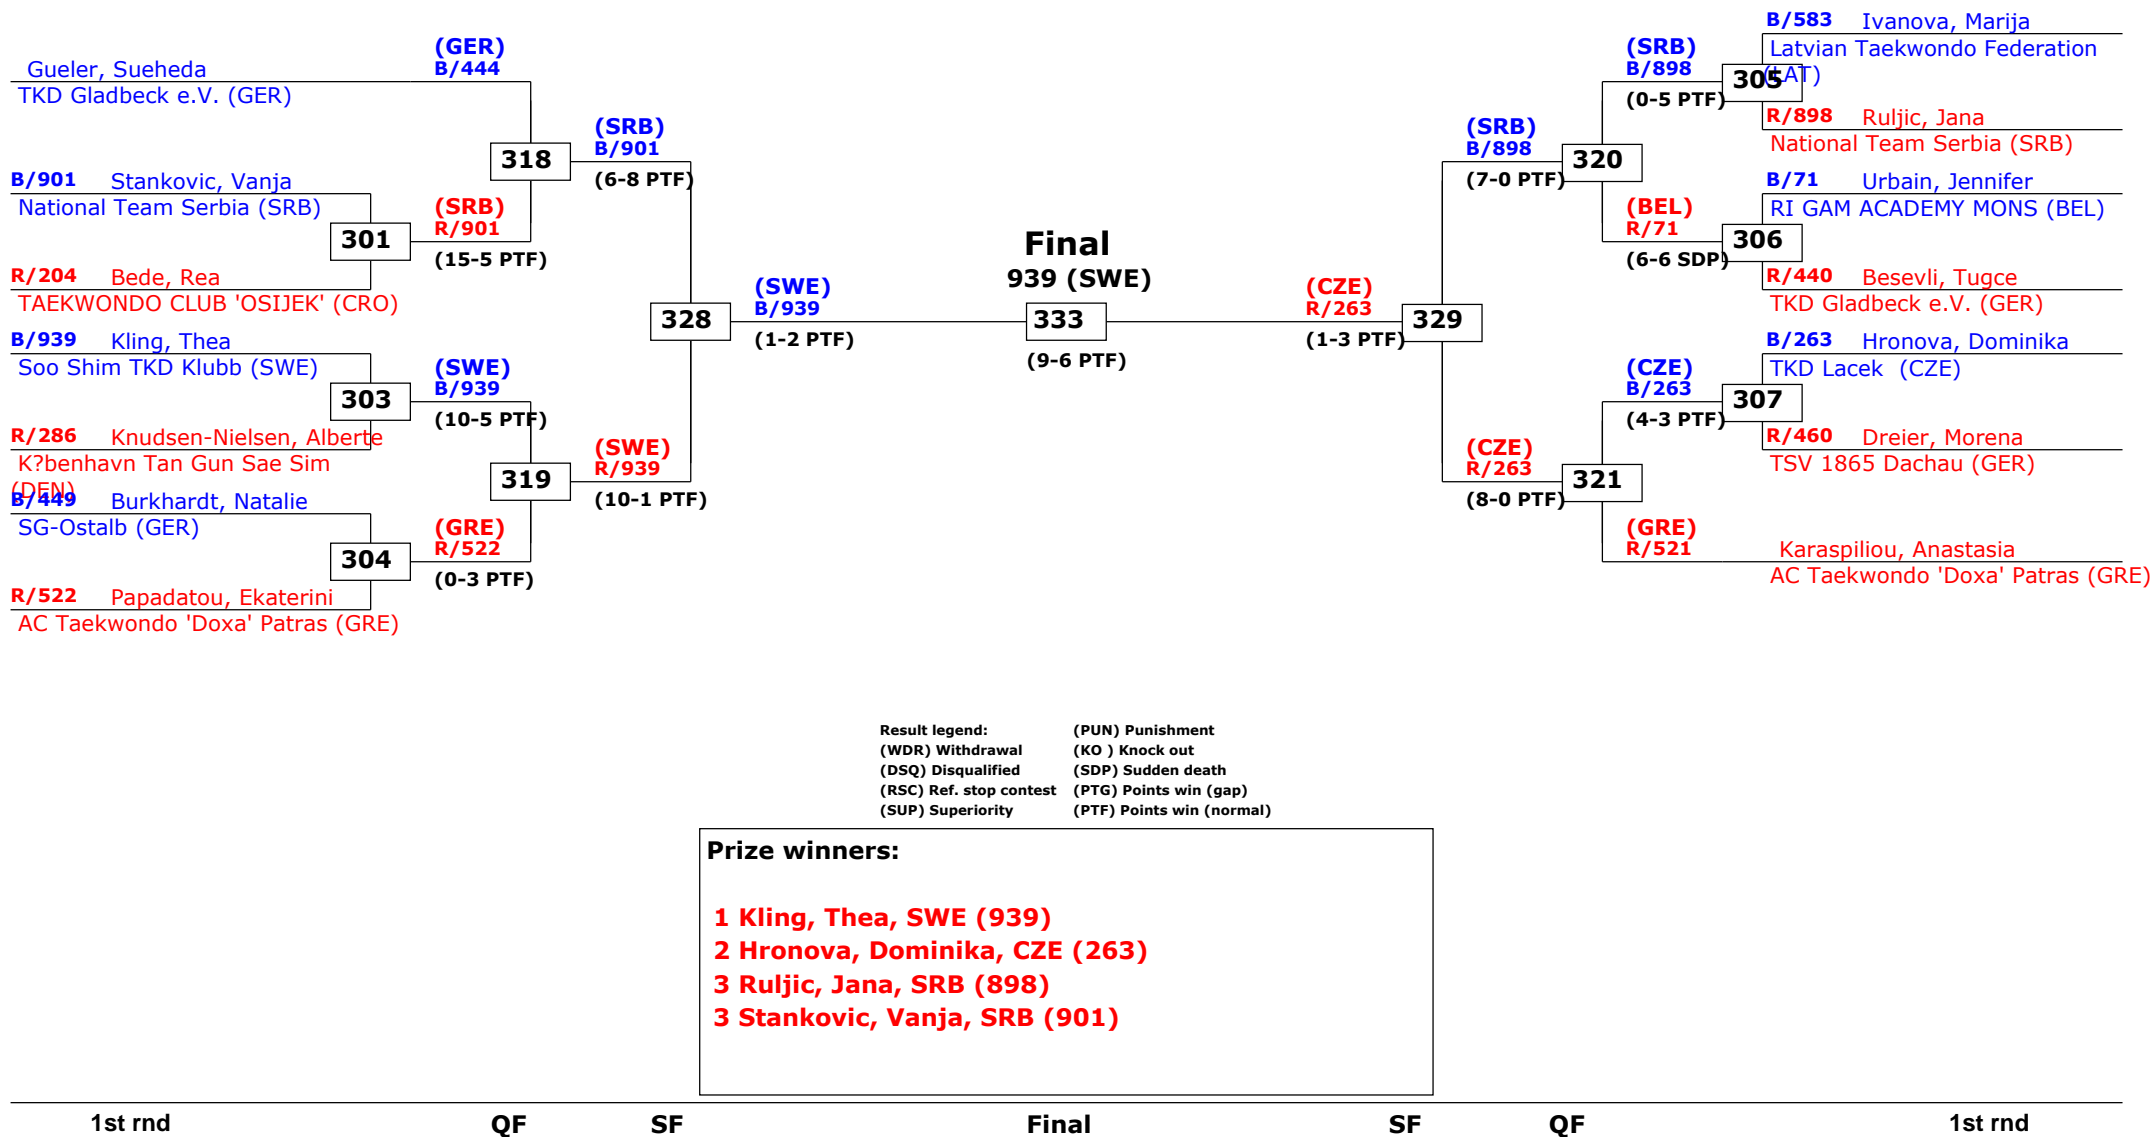 Gueler, Sueheda
TKD Gladbeck e.V. (GER)
(GER)
B/444
B/901 Stankovic, Vanja
National Team Serbia (SRB)
301
R/204 Bede, Rea
TAEKWONDO CLUB 'OSIJEK' (CRO)
(SRB)
R/901
(15-5 PTF)
318
(SRB)
B/901
(6-8 PTF)
B/939 Kling, Thea
Soo Shim TKD Klubb (SWE)
303
R/286 Knudsen-Nielsen, Alberte
K?benhavn Tan Gun Sae Sim
(DEN)
(SWE)
B/939
(10-5 PTF)
B/449 Burkhardt, Natalie
SG-Ostalb (GER)
304
R/522 Papadatou, Ekaterini
AC Taekwondo 'Doxa' Patras (GRE)
(GRE)
R/522
(0-3 PTF)
319
(SWE)
R/939
(10-1 PTF)
328
(SWE)
B/939
(1-2 PTF)
Final
939 (SWE)
333
(9-6 PTF)
(CZE)
R/263
(1-3 PTF)
329
(SRB)
B/898
(7-0 PTF)
320
(SRB)
B/898
(0-5 PTF)
305
B/583 Ivanova, Marija
Latvian Taekwondo Federation
(LAT)
R/898 Ruljic, Jana
National Team Serbia (SRB)
(BEL)
R/71
(6-6 SDP)
306
B/71 Urbain, Jennifer
RI GAM ACADEMY MONS (BEL)
R/440 Besevli, Tugce
TKD Gladbeck e.V. (GER)
(CZE)
R/263
(8-0 PTF)
321
(CZE)
B/263
(4-3 PTF)
307
B/263 Hronova, Dominika
TKD Lacek (CZE)
R/460 Dreier, Morena
TSV 1865 Dachau (GER)
(GRE)
R/521
Karaspiliou, Anastasia
AC Taekwondo 'Doxa' Patras (GRE)
Result legend: (PUN) Punishment
(WDR) Withdrawal (KO ) Knock out
(DSQ) Disqualified (SDP) Sudden death
(RSC) Ref. stop contest (PTG) Points win (gap)
(SUP) Superiority (PTF) Points win (normal)
Prize winners:
1 Kling, Thea, SWE (939)
2 Hronova, Dominika, CZE (263)
3 Ruljic, Jana, SRB (898)
3 Stankovic, Vanja, SRB (901)
1st rnd QF SF Final SF QF 1st rnd